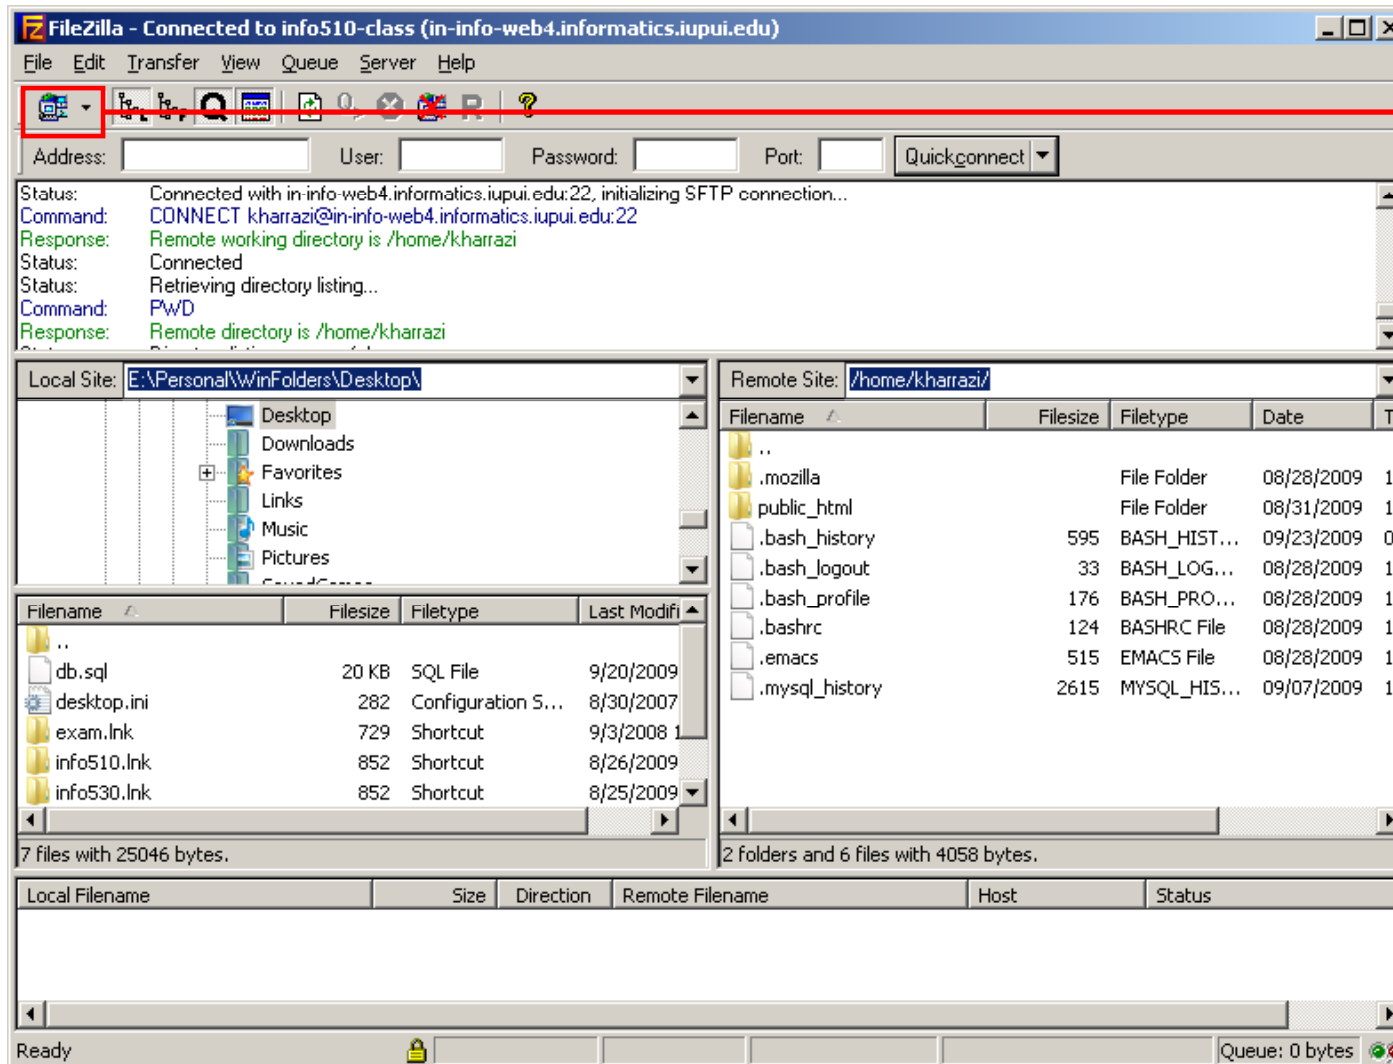 FileZilla - Connected to info510-class (in-info-web4.informatics.iupui.edu)
File Edit Transfer View Queue Server Help
Address: User: Password: Port: Quickconnect
Status: Connected with in-info-web4.informatics.iupui.edu:22, initializing SFTP connection...
Command: CONNECT kharrazi@in-info-web4.informatics.iupui.edu:22
Response: Remote working directory is /home/kharrazi
Status: Connected
Status: Retrieving directory listing...
Command: PWD
Response: Remote directory is /home/kharrazi
Local Site: E:\Personal\WinFolders\Desktop\
Desktop
Downloads
Favorites
Links
Music
Pictures
Filename Filesize Filetype Last Modifi
..
db.sql 20 KB SQL File 9/20/2009
desktop.ini 282 Configuration S... 8/30/2007
exam.lnk 729 Shortcut 9/3/2008 1
info510.lnk 852 Shortcut 8/26/2009
info530.lnk 852 Shortcut 8/25/2009
7 files with 25046 bytes.
Remote Site: /home/kharrazi/
Filename Filesize Filetype Date T
..
.mozilla File Folder 08/28/2009 1
public_html File Folder 08/31/2009 1
.bash_history 595 BASH_HIST... 09/23/2009 0
.bash_logout 33 BASH_LOG... 08/28/2009 1
.bash_profile 176 BASH_PRO... 08/28/2009 1
.bashrc 124 BASHRC File 08/28/2009 1
.emacs 515 EMACS File 08/28/2009 1
.mysql_history 2615 MYSQL_HIS... 09/07/2009 1
2 folders and 6 files with 4058 bytes.
Local Filename Size Direction Remote Filename Host Status
Ready Queue: 0 bytes